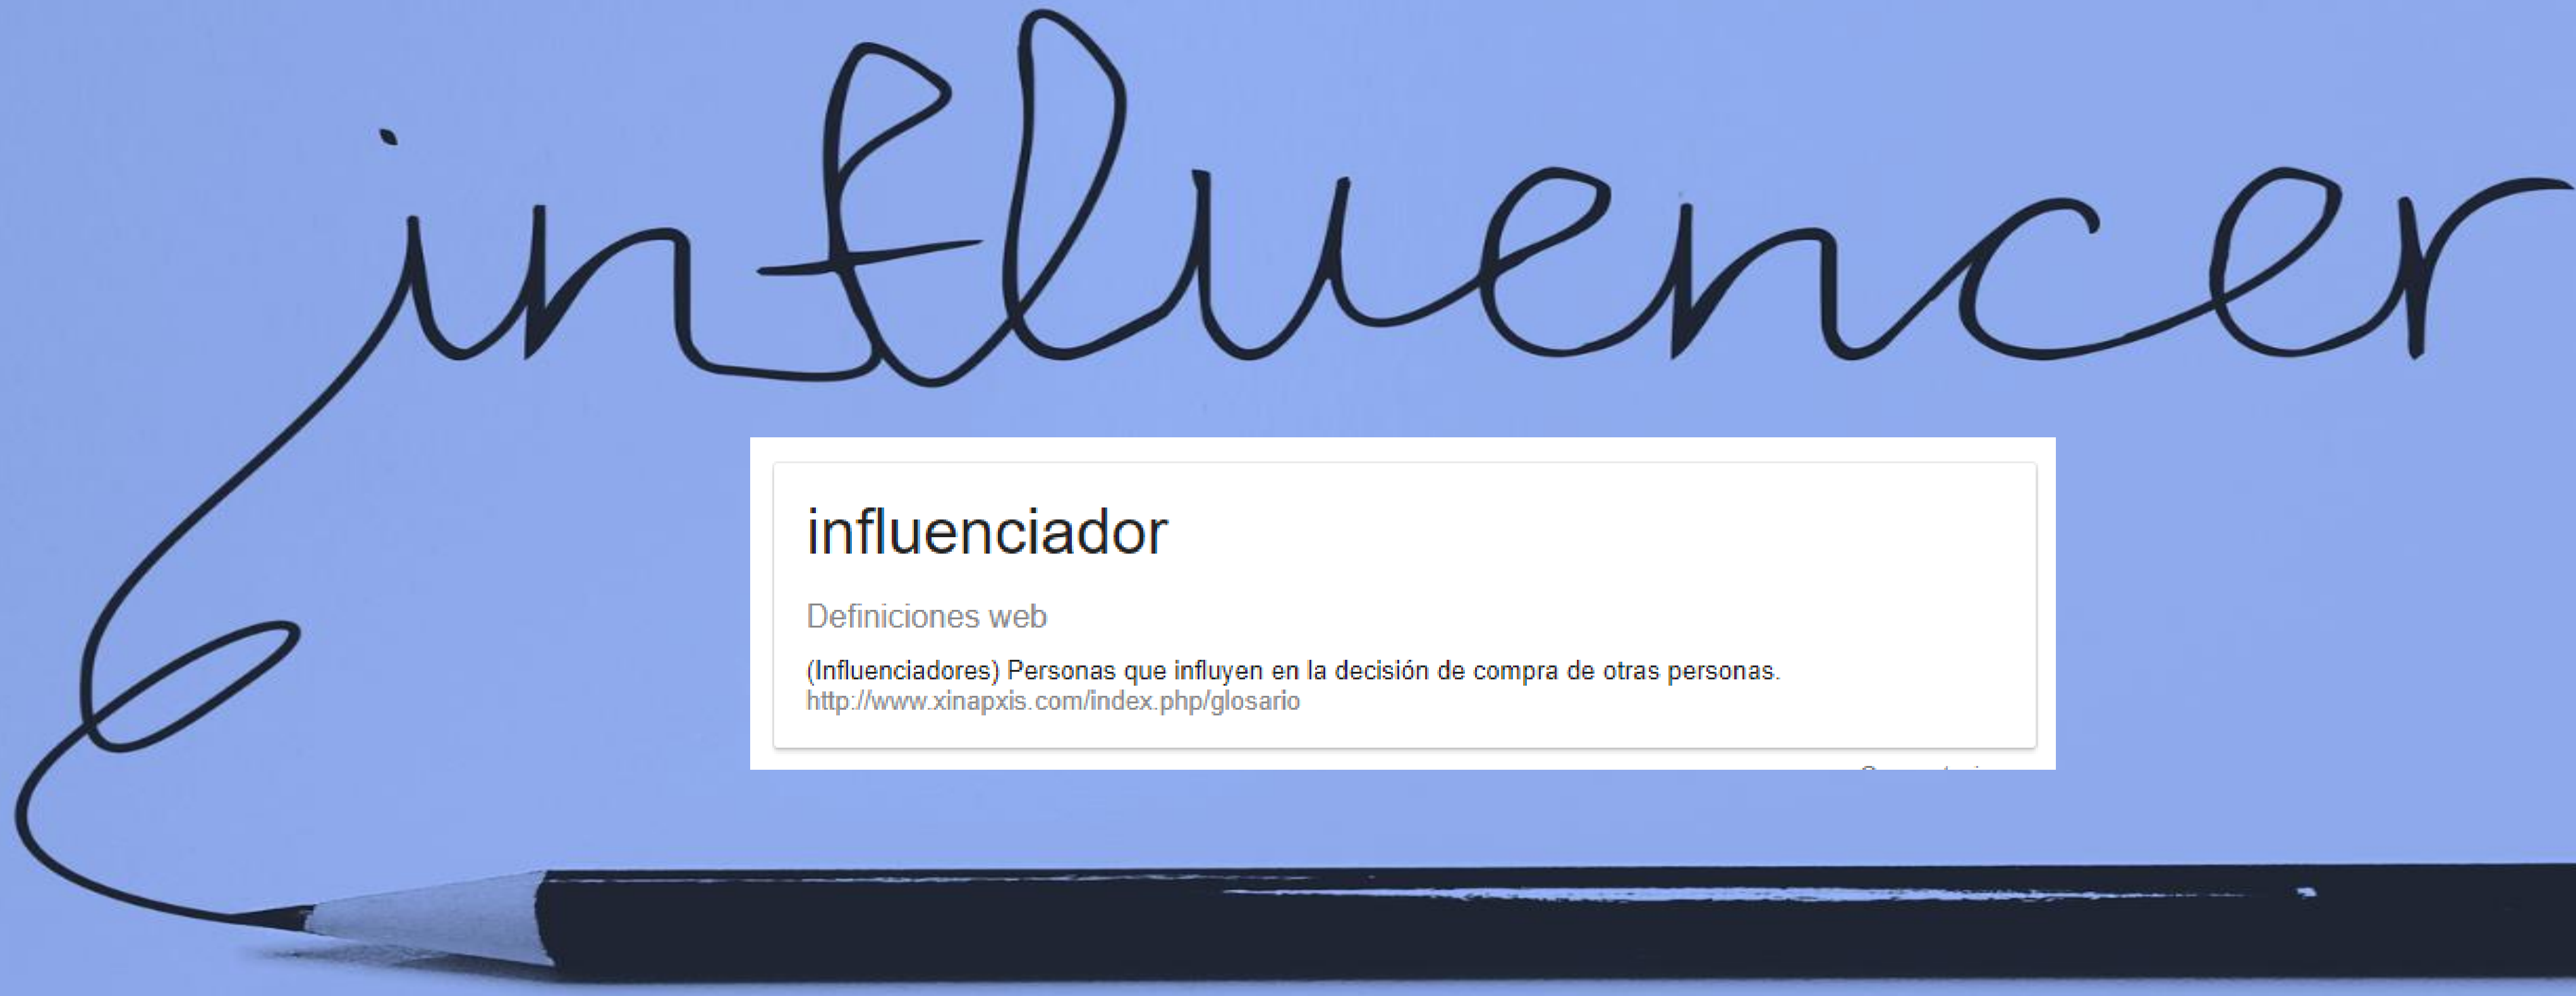 influencer
influenciador
Definiciones web
(Influenciadores) Personas que influyen en la decisión de compra de otras personas.
http://www.xinapxis.com/index.php/glosario